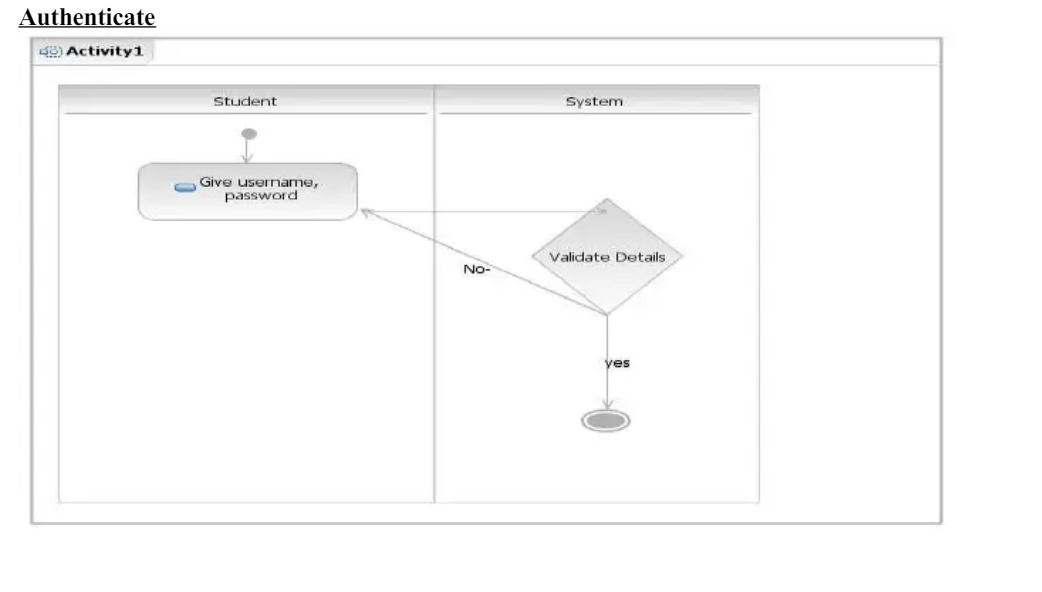 Authenticate
Activity1
Student
System
Give username,
password
Validate Details
No-
yes